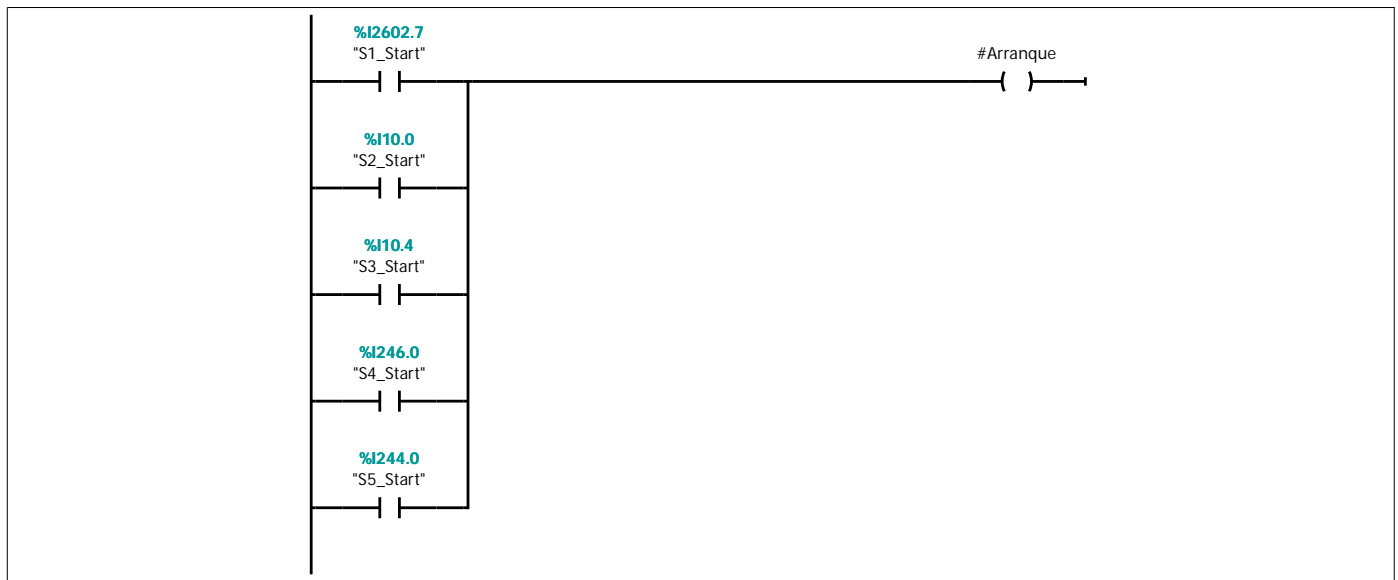 %I2602.7
"S1_Start"
#Arranque
%I10.0
"S2_Start"
%I10.4
"S3_Start"
%I246.0
"S4_Start"
%I244.0
"S5_Start"